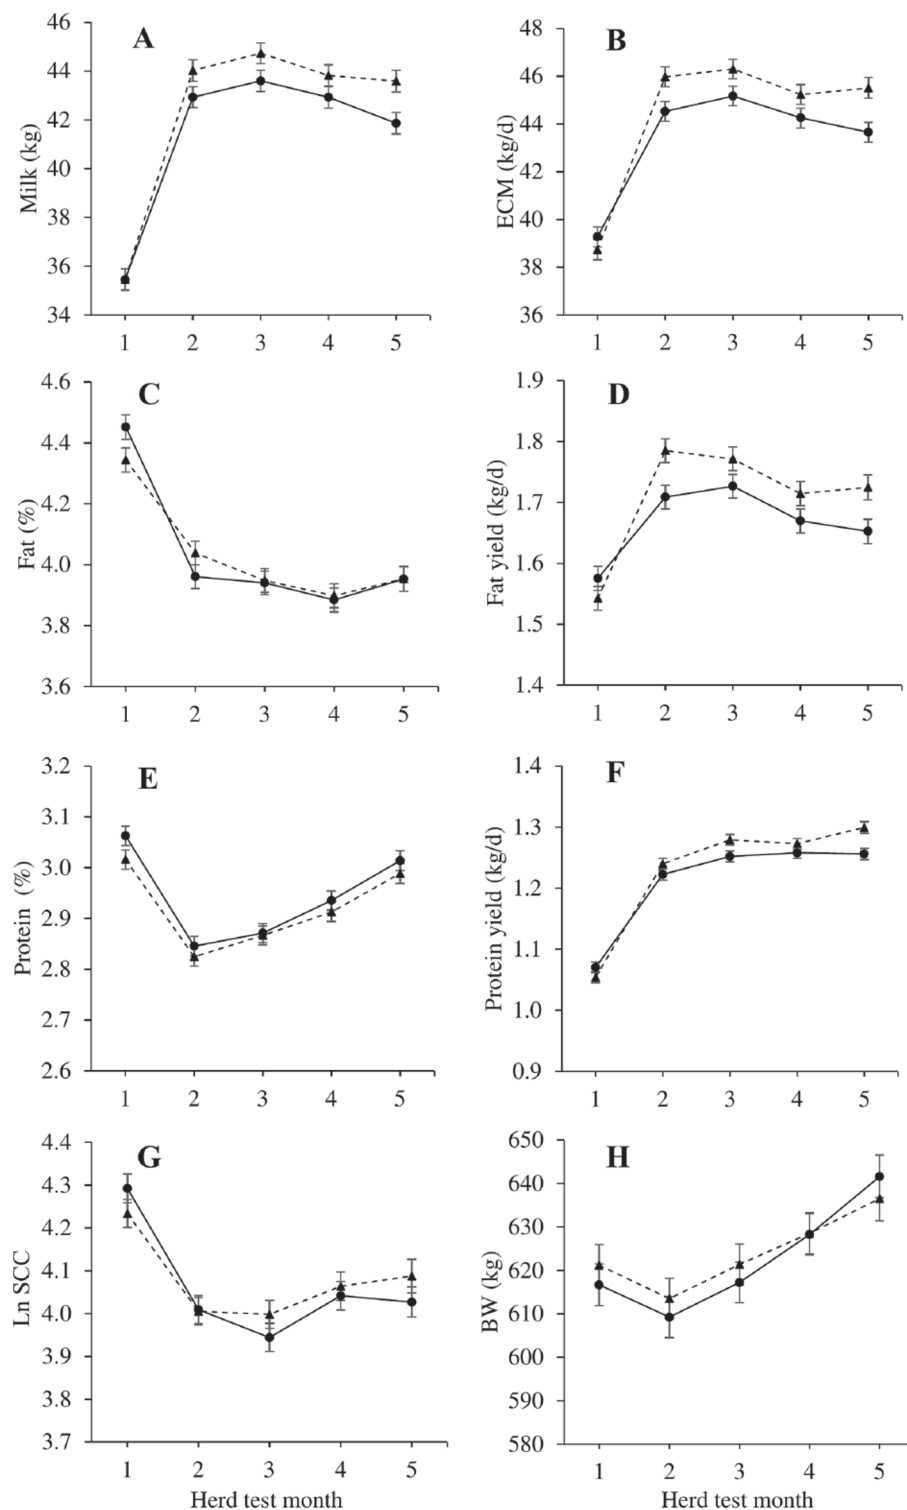 A
Milk (kg)
46
44
42
40
38
36
34
1 2 3 4 5
B
ECM (kg/d)
48
46
44
42
40
38
36
1 2 3 4 5
C
Fat (%)
4.6
4.4
4.2
4.0
3.8
3.6
1 2 3 4 5
D
Fat yield (kg/d)
1.9
1.8
1.7
1.6
1.5
1.4
1 2 3 4 5
E
Protein (%)
3.2
3.1
3.0
2.9
2.8
2.7
2.6
1 2 3 4 5
F
Protein yield (kg/d)
1.4
1.3
1.2
1.1
1.0
0.9
1 2 3 4 5
G
Ln SCC
4.4
4.3
4.2
4.1
4.0
3.9
3.8
3.7
1 2 3 4 5
Herd test month
H
BW (kg)
650
640
630
620
610
600
590
580
1 2 3 4 5
Herd test month